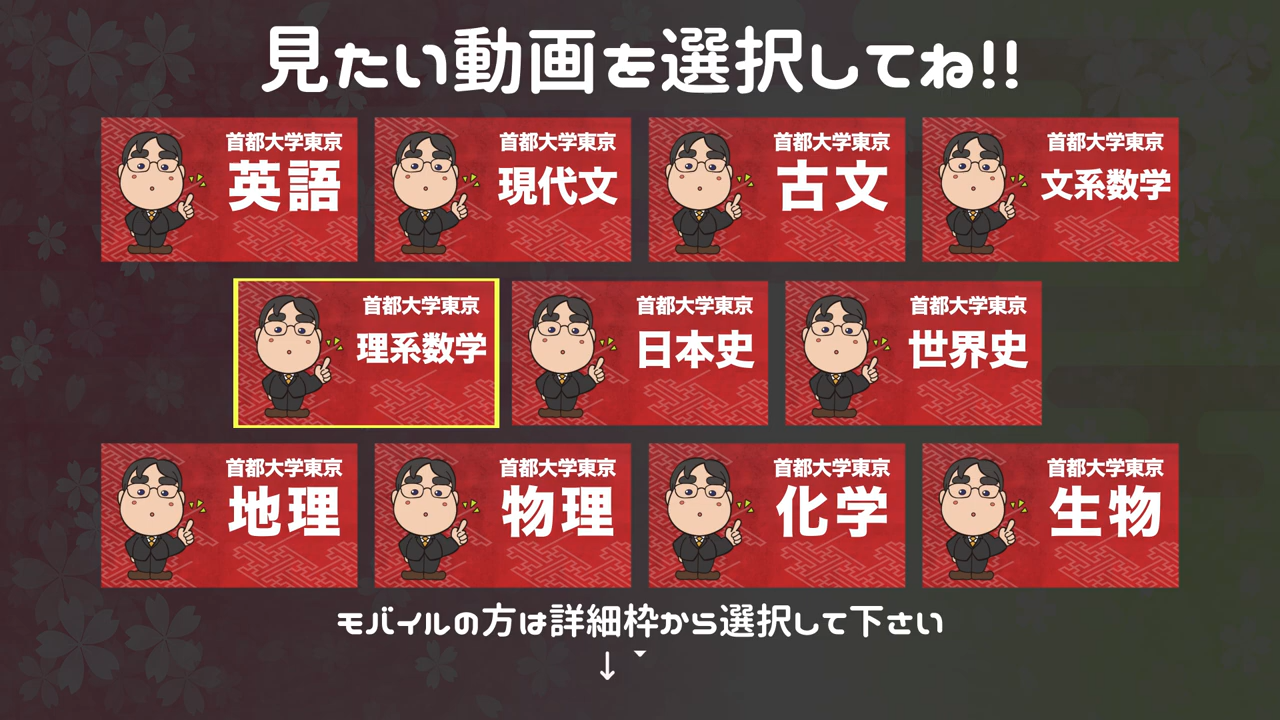 見たい動画を選択してね!!
首都大学東京
英語
首都大学東京
現代文
首都大学東京
古文
首都大学東京
文系数学
首都大学東京
理系数学
首都大学東京
日本史
首都大学東京
世界史
首都大学東京
地理
首都大学東京
物理
首都大学東京
化学
首都大学東京
生物
モバイルの方は詳細枠から選択して下さい
↓